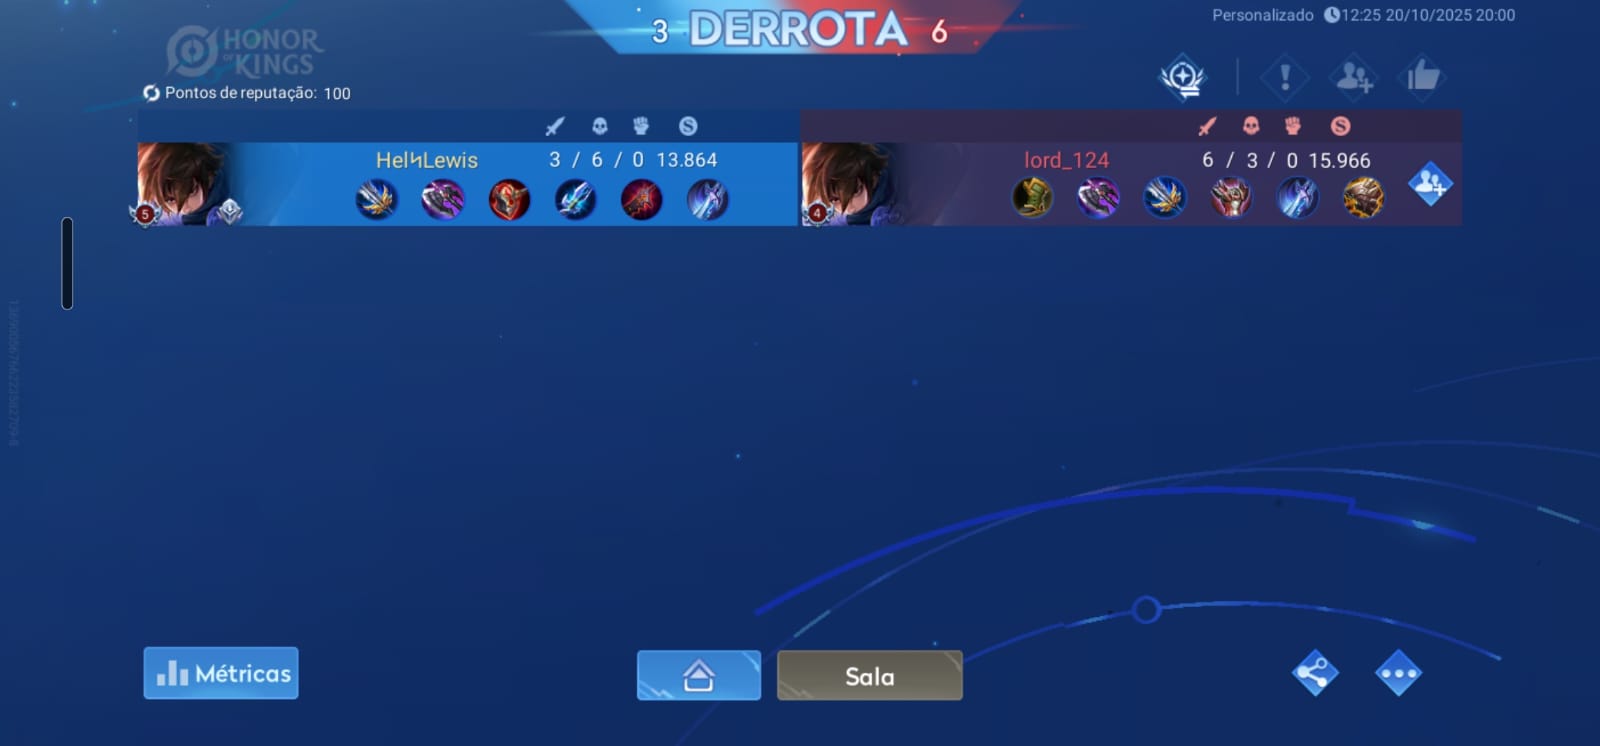 3 DERROTA 6
Personalizado 12:25 20/10/2025 20:00
HONOR
OF
KINGS
Pontos de reputação: 100
HelϞLewis 3 / 6 / 0 13.864
5
lord_124 6 / 3 / 0 15.966
4
Métricas
Sala